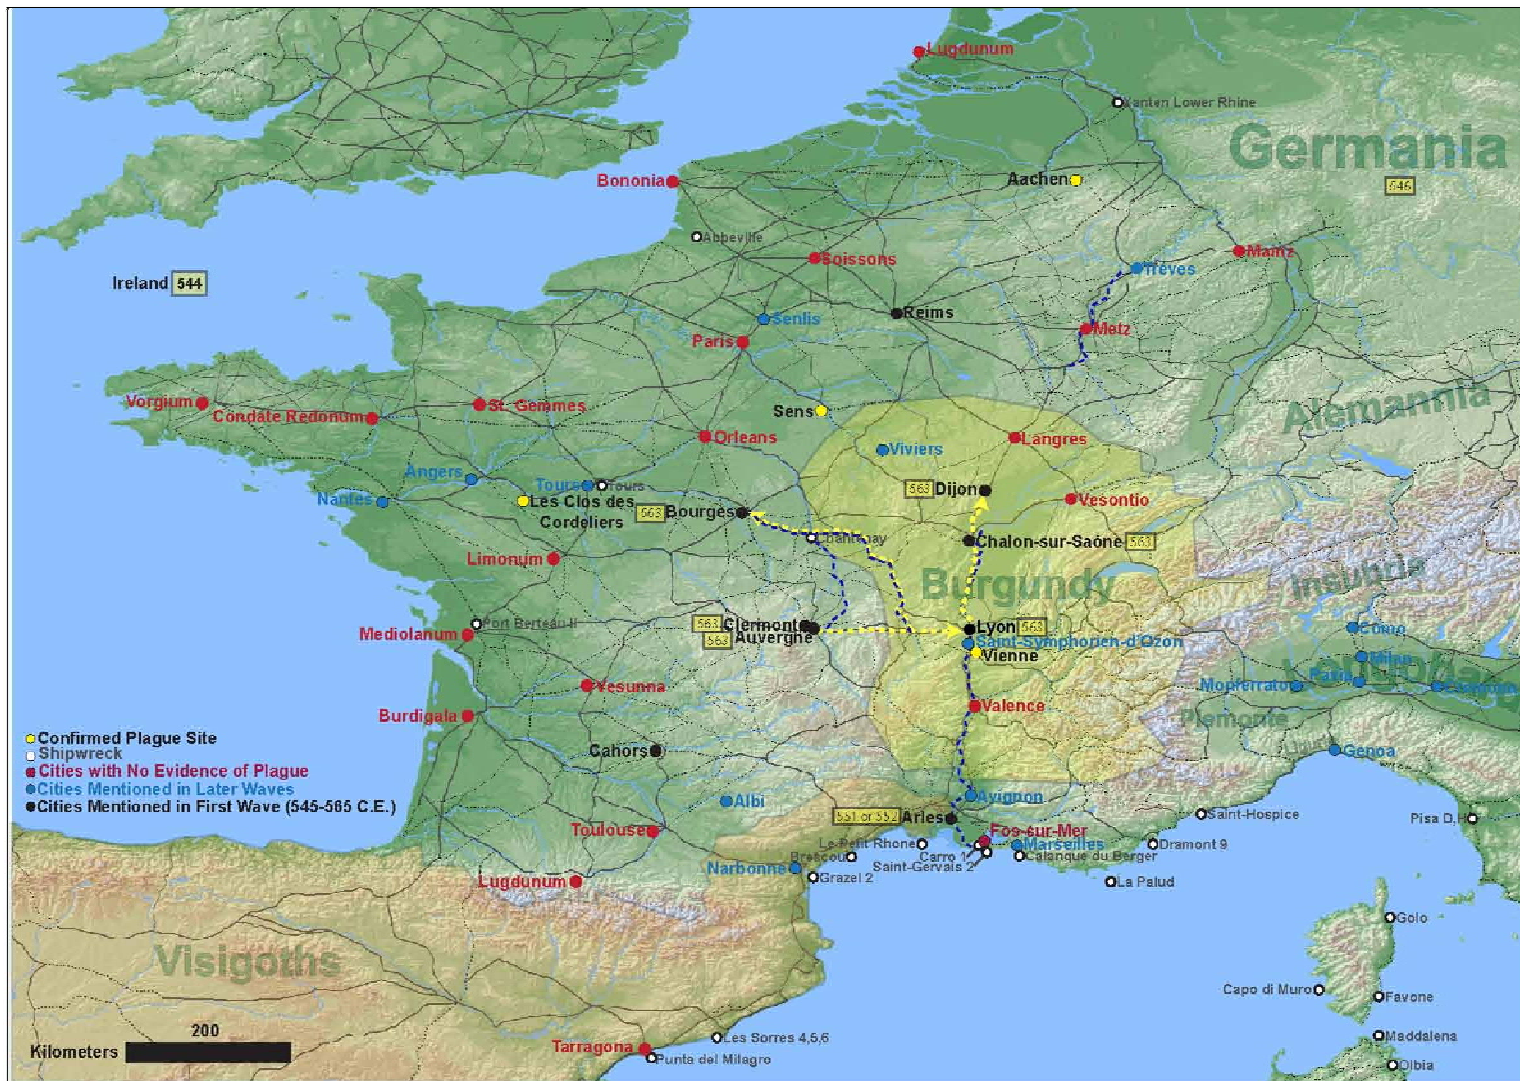 Lugdunum
Xanten Lower Rhine
Germania
546
Aachen
Bononia
Abbeville
Soissons
Mainz
Trèves
Ireland 544
Senlis
Reims
Metz
Paris
Vorgium
Condate Redonum
St. Gemmes
Sens
Alemannia
Orleans
Langres
Viviers
Angers
Tours
Tours
Nantes
Les Clos des
Cordeliers
563 Bourges
563 Dijon
Vesontio
Chantenay
Chalon-sur-Saône 563
Limonum
Burgundy
Insubria
Port Berteau II
Mediolanum
563 Clermont
563 Auvergne
Lyon 563
Saint-Symphorien-d'Ozon
Vienne
Como
Milan
Pavia
Monferrato
Yesunna
Valence
Burdigala
Piemonte
Liguria
Genoa
Cahors
Confirmed Plague Site
Shipwreck
Cities with No Evidence of Plague
Cities Mentioned in Later Waves
Cities Mentioned in First Wave (545-565 C.E.)
Albi
Avignon
551 or 552 Arles
Saint-Hospice
Pisa D,H
Toulouse
Fos-sur-Mer
Le Petit Rhone
Marseilles
Dramont 9
Brescou
Carro 1
Calanque du Berger
Saint-Gervais 2
Narbonne
Grazel 2
Lugdunum
La Palud
Golo
Visigoths
Capo di Muro
Favone
200
Kilometers
Les Sorres 4,5,6
Maddalena
Tarragona
Punta del Milagro
Olbia